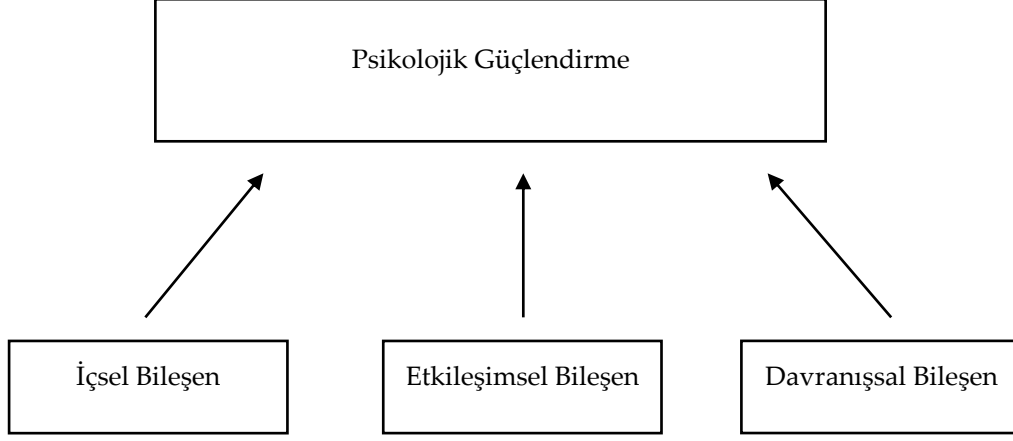 Psikolojik Güçlendirme
İçsel Bileşen
Etkileşimsel Bileşen
Davranışsal Bileşen